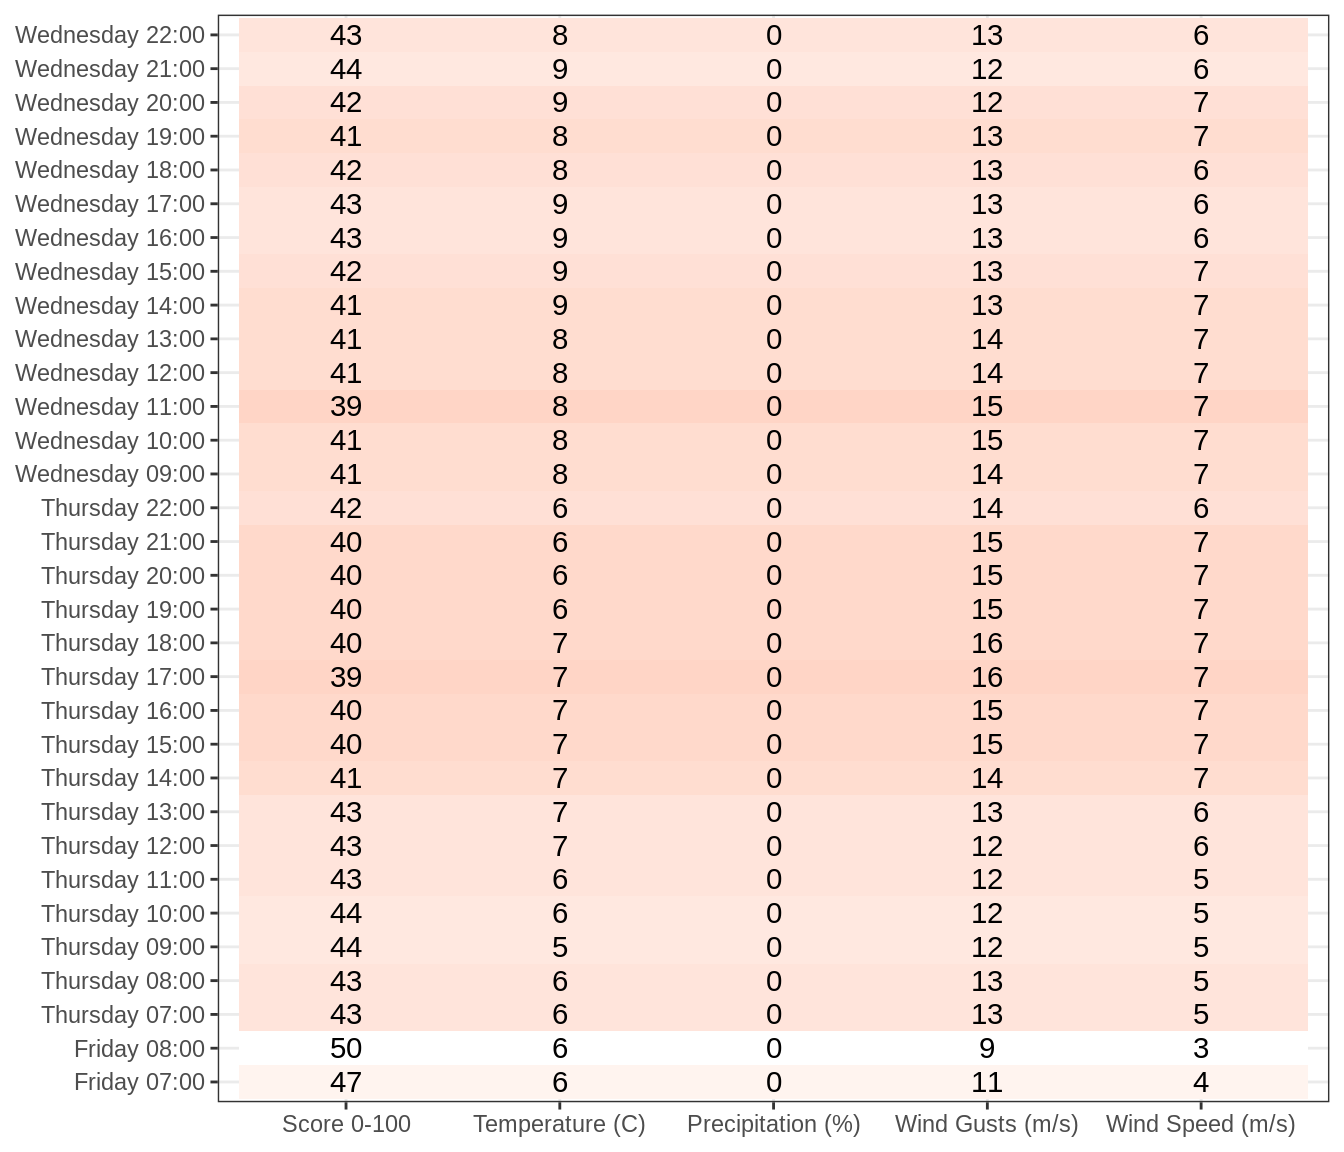 Wednesday 22:00 43 8 0 13 6
Wednesday 21:00 44 9 0 12 6
Wednesday 20:00 42 9 0 12 7
Wednesday 19:00 41 8 0 13 7
Wednesday 18:00 42 8 0 13 6
Wednesday 17:00 43 9 0 13 6
Wednesday 16:00 43 9 0 13 6
Wednesday 15:00 42 9 0 13 7
Wednesday 14:00 41 9 0 13 7
Wednesday 13:00 41 8 0 14 7
Wednesday 12:00 41 8 0 14 7
Wednesday 11:00 39 8 0 15 7
Wednesday 10:00 41 8 0 15 7
Wednesday 09:00 41 8 0 14 7
Thursday 22:00 42 6 0 14 6
Thursday 21:00 40 6 0 15 7
Thursday 20:00 40 6 0 15 7
Thursday 19:00 40 6 0 15 7
Thursday 18:00 40 7 0 16 7
Thursday 17:00 39 7 0 16 7
Thursday 16:00 40 7 0 15 7
Thursday 15:00 40 7 0 15 7
Thursday 14:00 41 7 0 14 7
Thursday 13:00 43 7 0 13 6
Thursday 12:00 43 7 0 12 6
Thursday 11:00 43 6 0 12 5
Thursday 10:00 44 6 0 12 5
Thursday 09:00 44 5 0 12 5
Thursday 08:00 43 6 0 13 5
Thursday 07:00 43 6 0 13 5
Friday 08:00 50 6 0 9 3
Friday 07:00 47 6 0 11 4
Score 0-100 Temperature (C) Precipitation (%) Wind Gusts (m/s) Wind Speed (m/s)